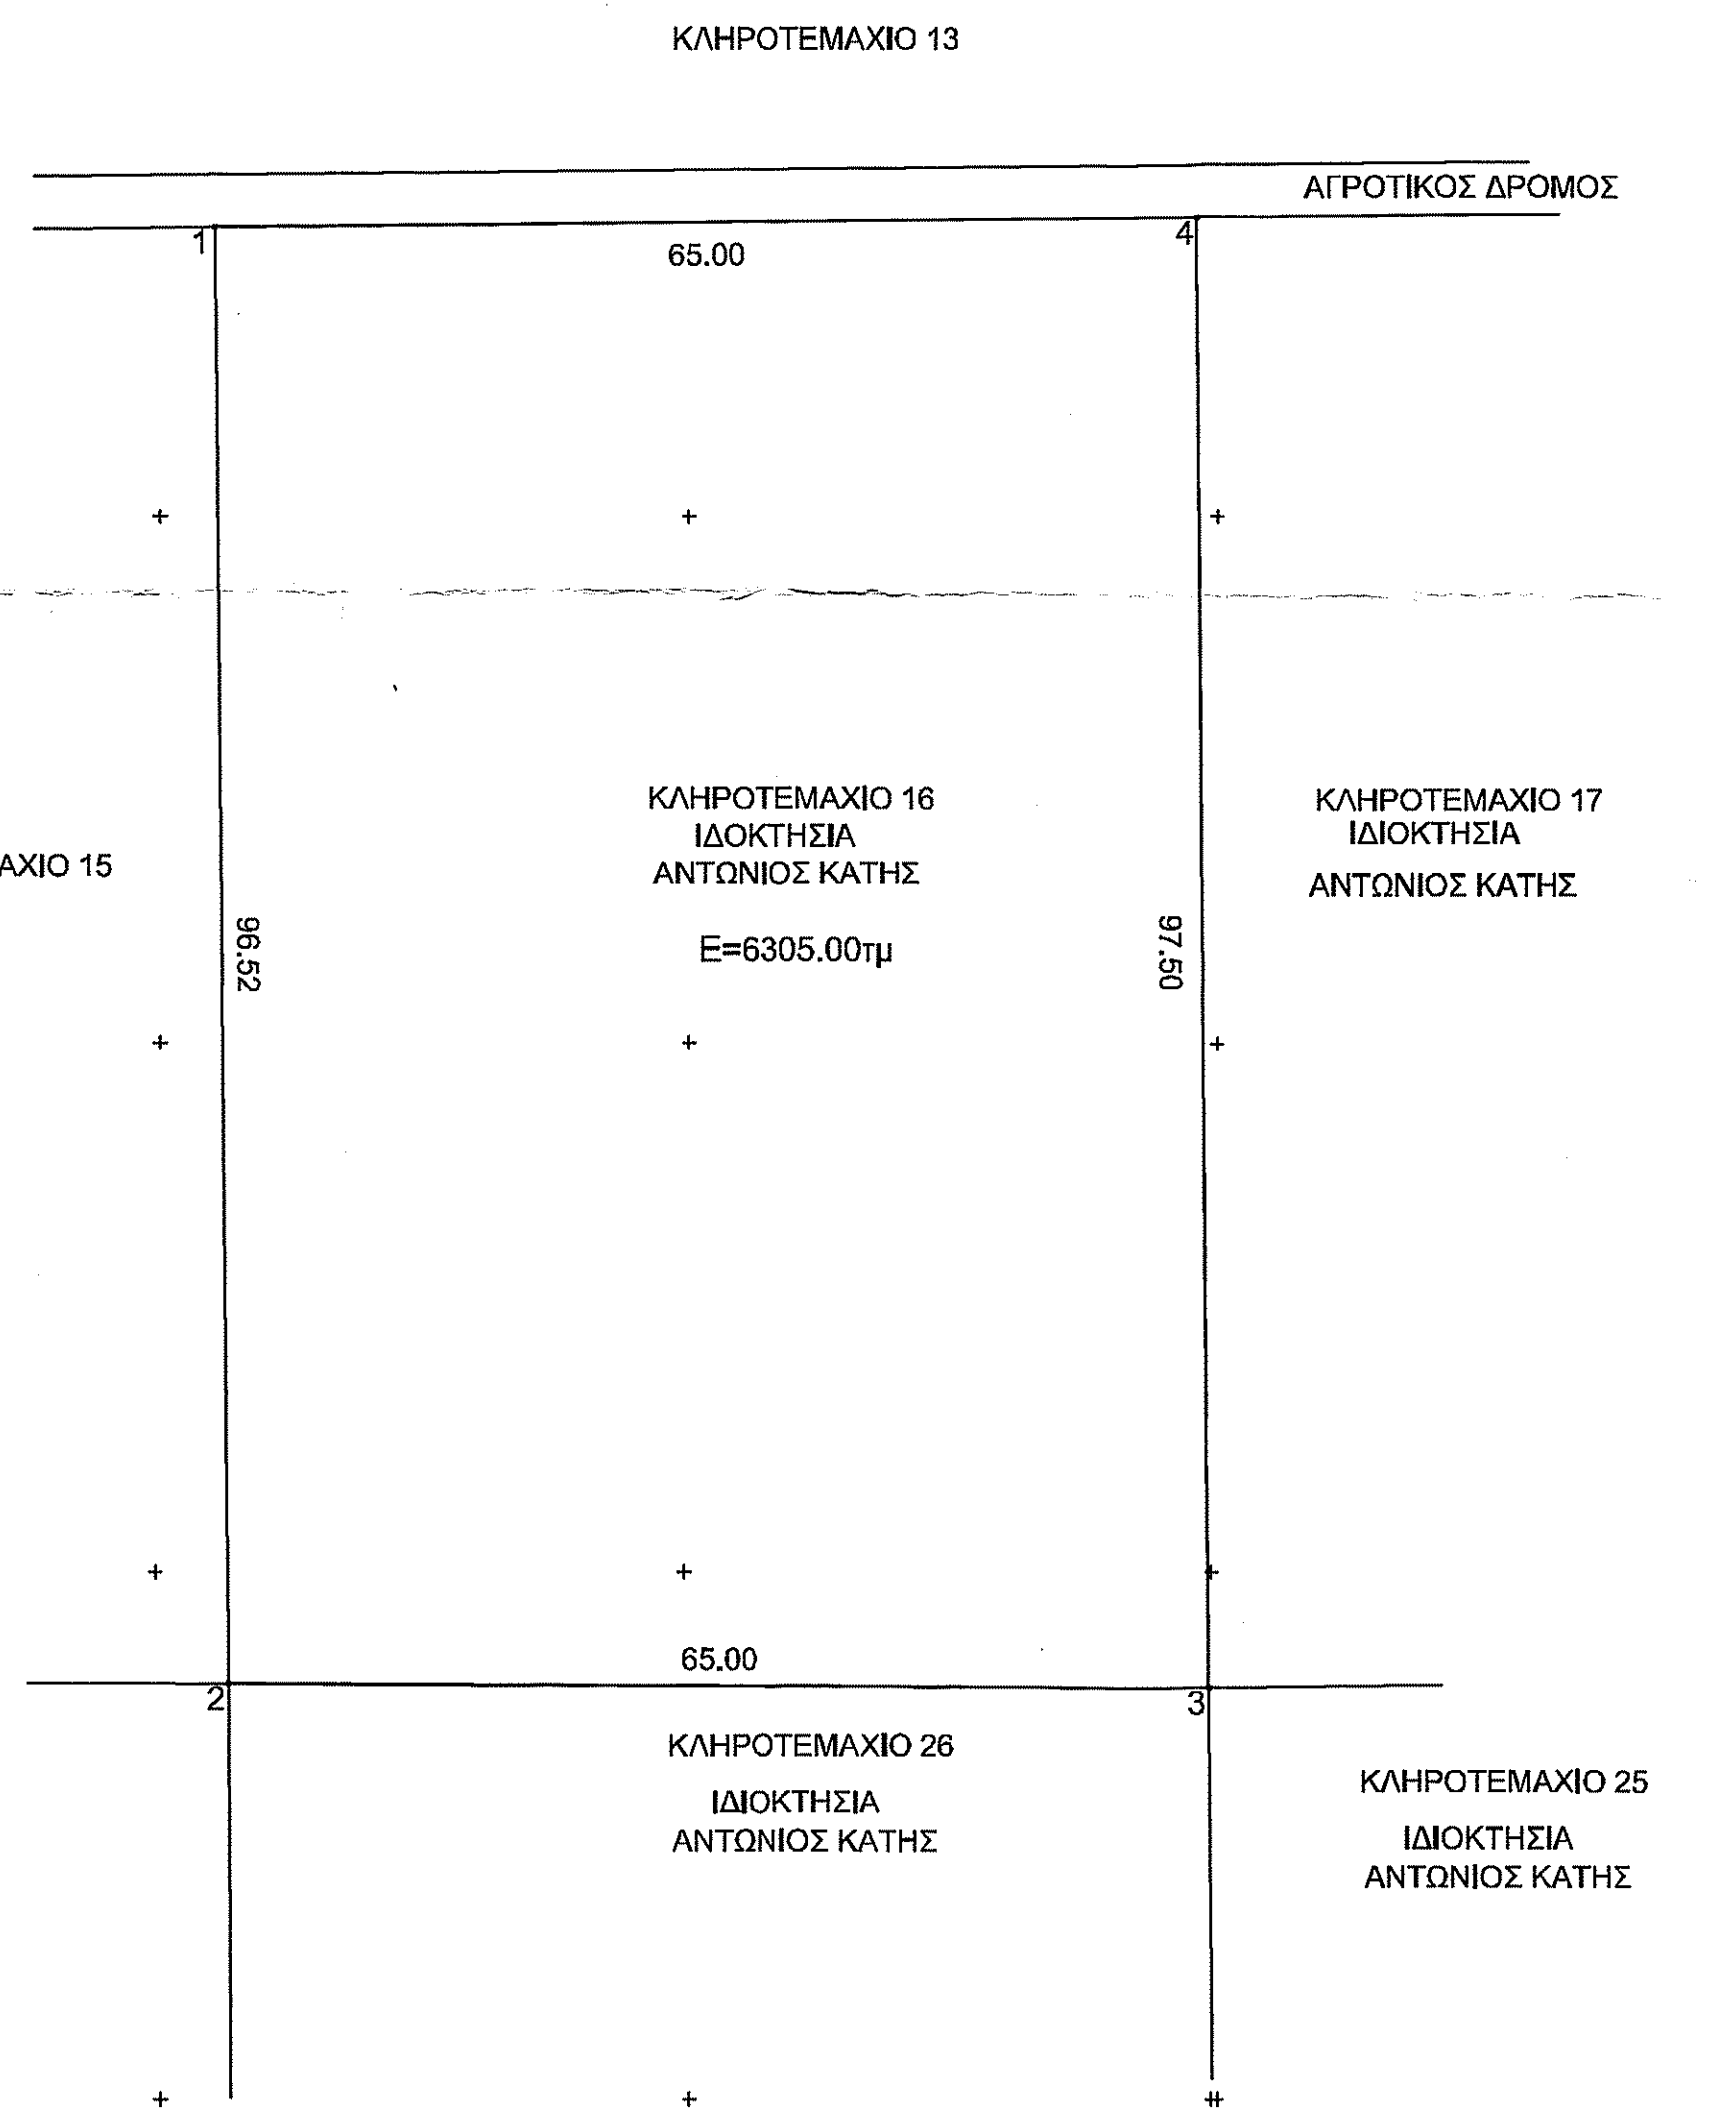 ΚΛΗΡΟΤΕΜΑΧΙΟ 13
ΑΓΡΟΤΙΚΟΣ ΔΡΟΜΟΣ
1
4
65.00
ΚΛΗΡΟΤΕΜΑΧΙΟ 16
ΙΔΟΚΤΗΣΙΑ
ΑΝΤΩΝΙΟΣ ΚΑΤΗΣ
Ε=6305.00τμ
ΚΛΗΡΟΤΕΜΑΧΙΟ 17
ΙΔΙΟΚΤΗΣΙΑ
ΑΝΤΩΝΙΟΣ ΚΑΤΗΣ
ΑΧΙΟ 15
96.52
97.50
65.00
2
3
ΚΛΗΡΟΤΕΜΑΧΙΟ 26
ΙΔΙΟΚΤΗΣΙΑ
ΑΝΤΩΝΙΟΣ ΚΑΤΗΣ
ΚΛΗΡΟΤΕΜΑΧΙΟ 25
ΙΔΙΟΚΤΗΣΙΑ
ΑΝΤΩΝΙΟΣ ΚΑΤΗΣ